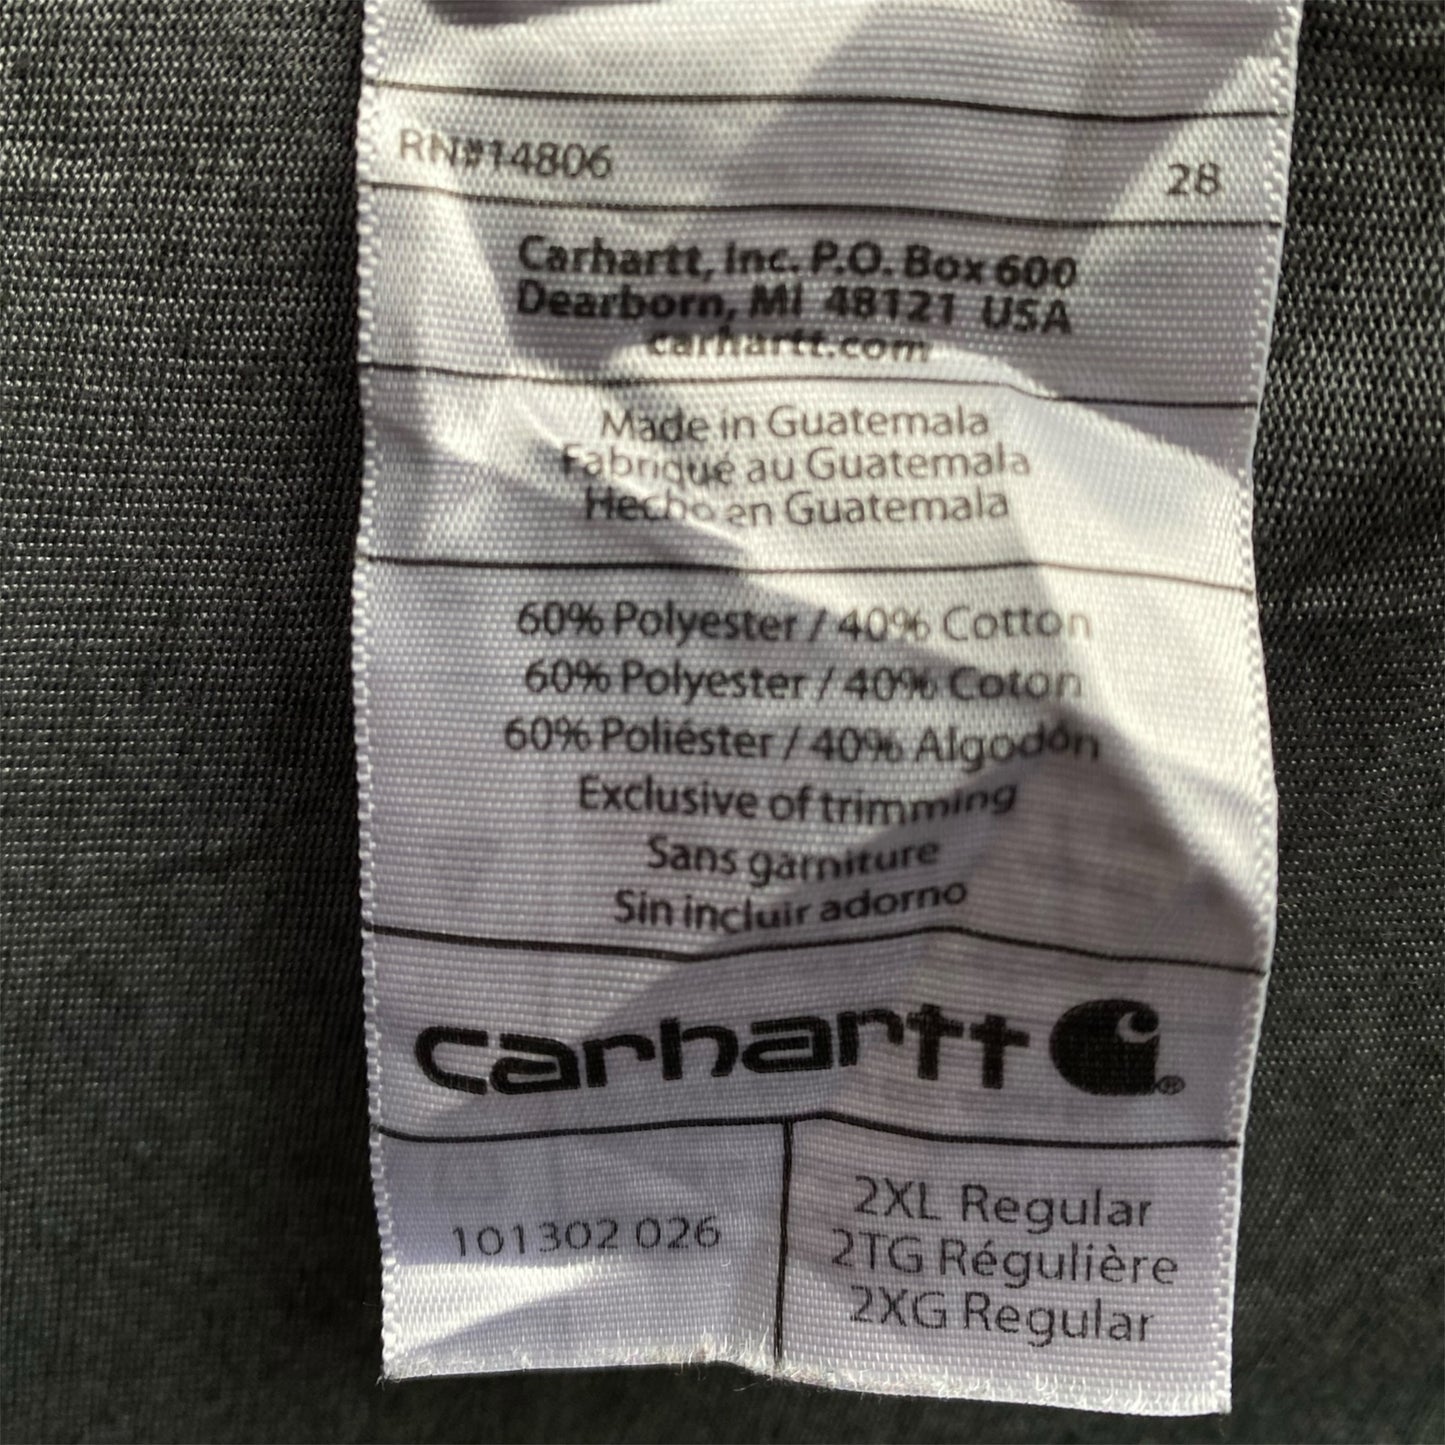 RN#14806
28
Carhartt, Inc. P.O. Box 600
Dearborn, MI 48121 USA
carhartt.com
Made in Guatemala
Fabriqué au Guatemala
Hecho en Guatemala
60% Polyester / 40% Cotton
60% Polyester / 40% Coton
60% Poliéster / 40% Algodón
Exclusive of trimming
Sans garniture
Sin incluir adorno
carhartt ®
101302 026
2XL Regular
2TG Régulière
2XG Regular